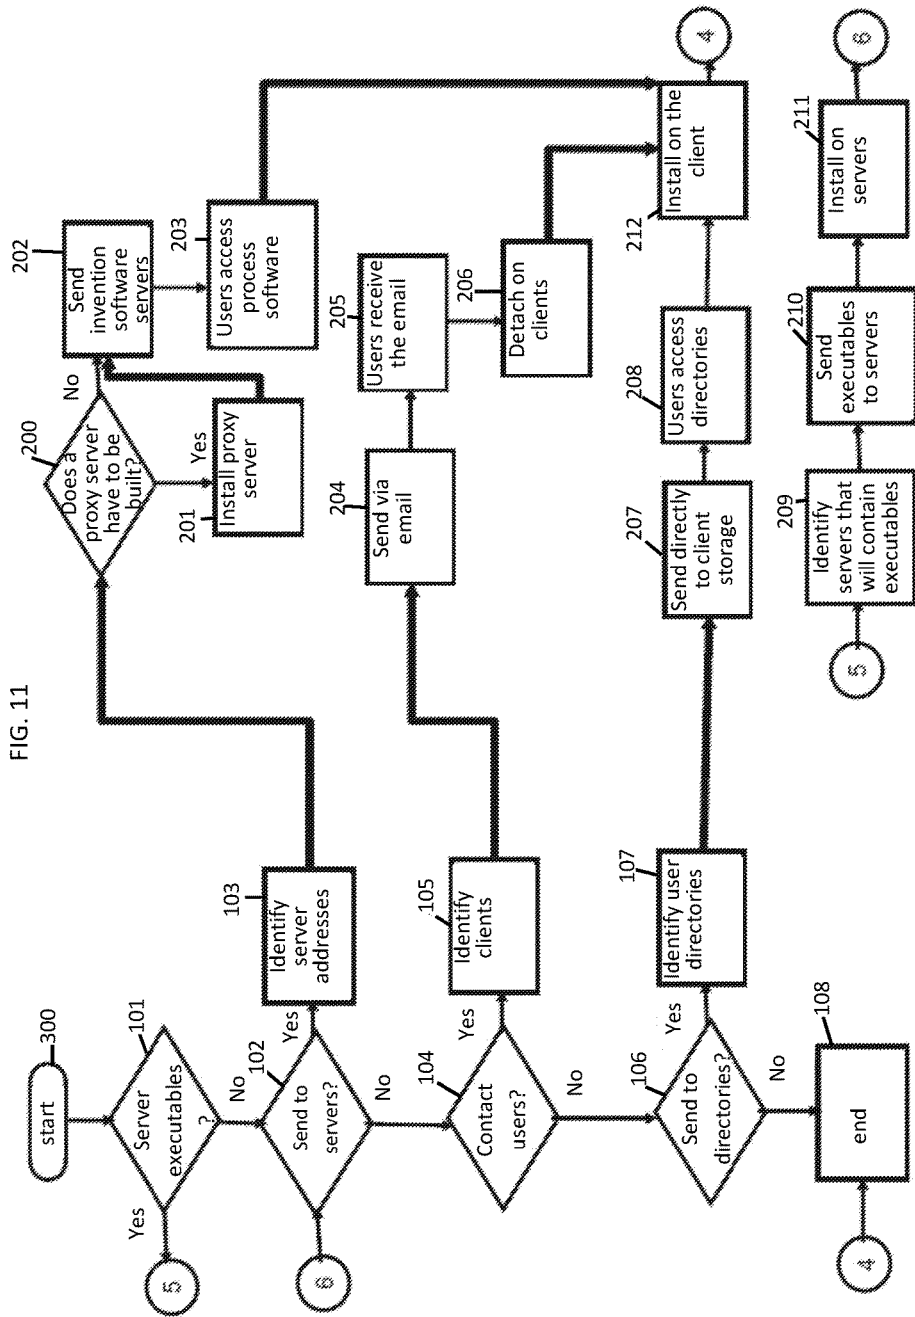 FIG. 11
start
300
Server
executables
?
101
Yes
No
5
Send to
servers?
102
Yes
No
6
Identify
server
addresses
103
Contact
users?
104
Yes
No
Identify
clients
105
Send to
directories?
106
Yes
No
Identify user
directories
107
end
108
4
Does a
proxy server
have to be
built?
200
No
Yes
Install proxy
server
201
Send
invention
software
servers
202
Users access
process
software
203
Send via
email
204
Users receive
the email
205
Detach on
clients
206
Send directly
to client
storage
207
Users access
directories
208
Install on the
client
212
4
5
Identify
servers that
will contain
executables
209
Send
executables
to servers
210
Install on
servers
211
6